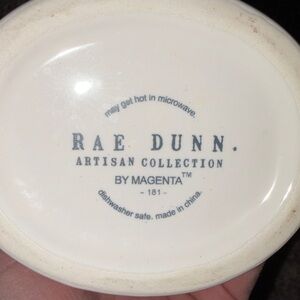 may get hot in microwave.
RAE DUNN.
ARTISAN COLLECTION
BY MAGENTA™
- 181 -
dishwasher safe. made in china.